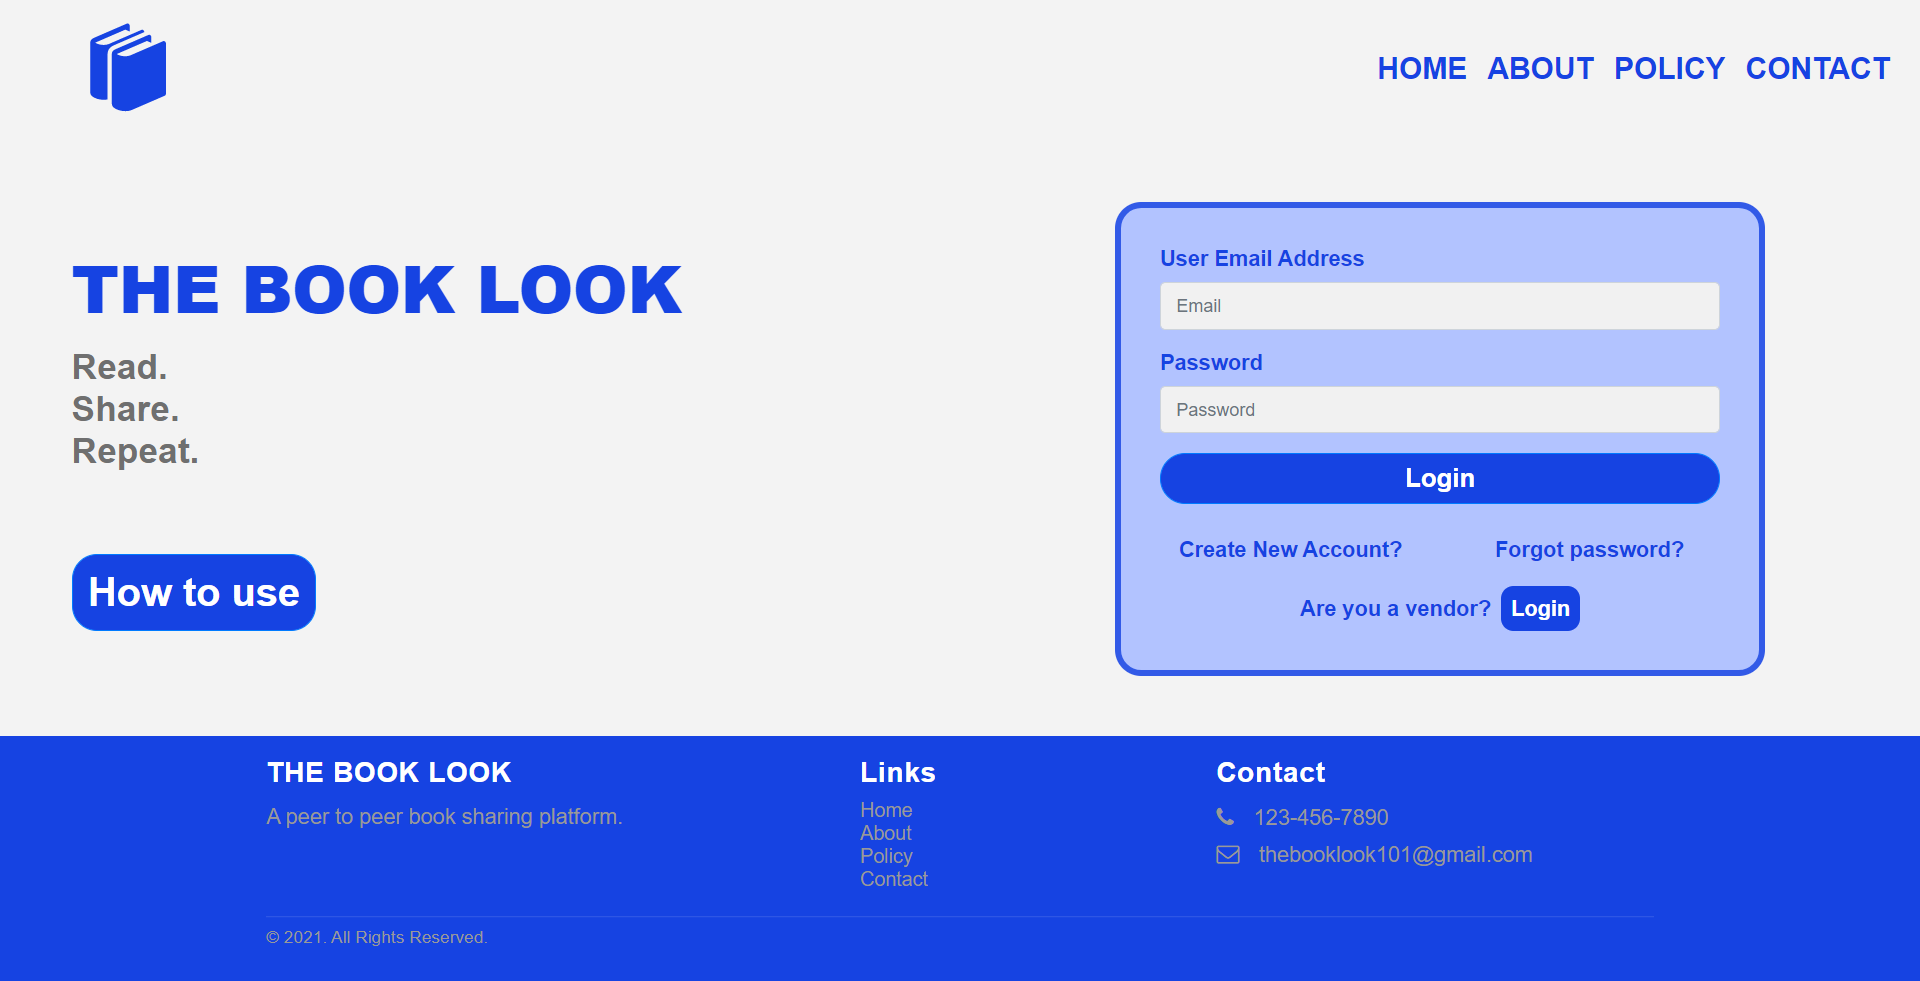 HOME ABOUT POLICY CONTACT
THE BOOK LOOK
Read.
Share.
Repeat.
How to use
User Email Address
Email
Password
Password
Login
Create New Account? Forgot password?
Are you a vendor? Login
THE BOOK LOOK
A peer to peer book sharing platform.
Links
Home
About
Policy
Contact
Contact
123-456-7890
thebooklook101@gmail.com
© 2021. All Rights Reserved.